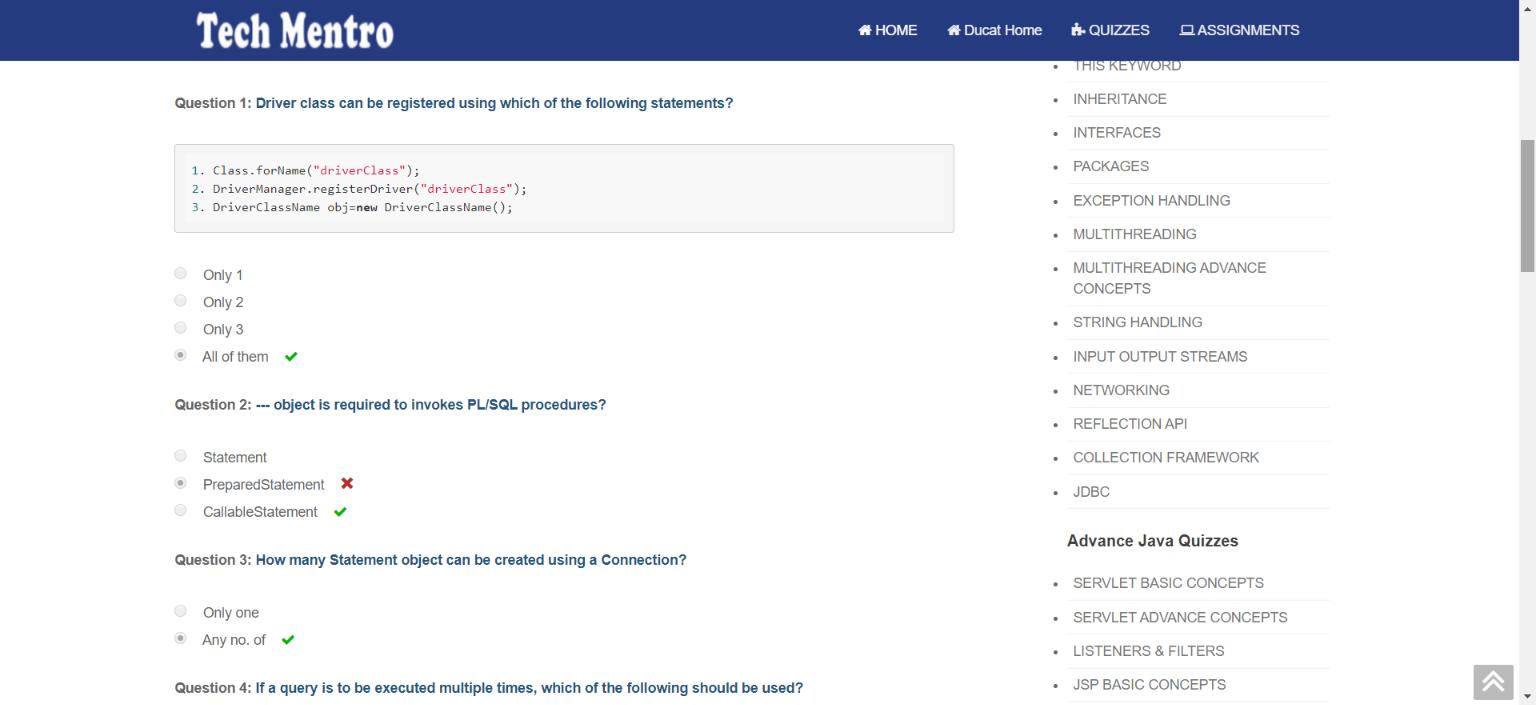 Tech Mentro
HOME
Ducat Home
QUIZZES
ASSIGNMENTS
Question 1: Driver class can be registered using which of the following statements?
1. Class.forName("driverClass");
2. DriverManager.registerDriver("driverClass");
3. DriverClassName obj=new DriverClassName();
Only 1
Only 2
Only 3
All of them
Question 2: --- object is required to invokes PL/SQL procedures?
Statement
PreparedStatement
CallableStatement
Question 3: How many Statement object can be created using a Connection?
Only one
Any no. of
Question 4: If a query is to be executed multiple times, which of the following should be used?
THIS KEYWORD
INHERITANCE
INTERFACES
PACKAGES
EXCEPTION HANDLING
MULTITHREADING
MULTITHREADING ADVANCE
CONCEPTS
STRING HANDLING
INPUT OUTPUT STREAMS
NETWORKING
REFLECTION API
COLLECTION FRAMEWORK
JDBC
Advance Java Quizzes
SERVLET BASIC CONCEPTS
SERVLET ADVANCE CONCEPTS
LISTENERS & FILTERS
JSP BASIC CONCEPTS